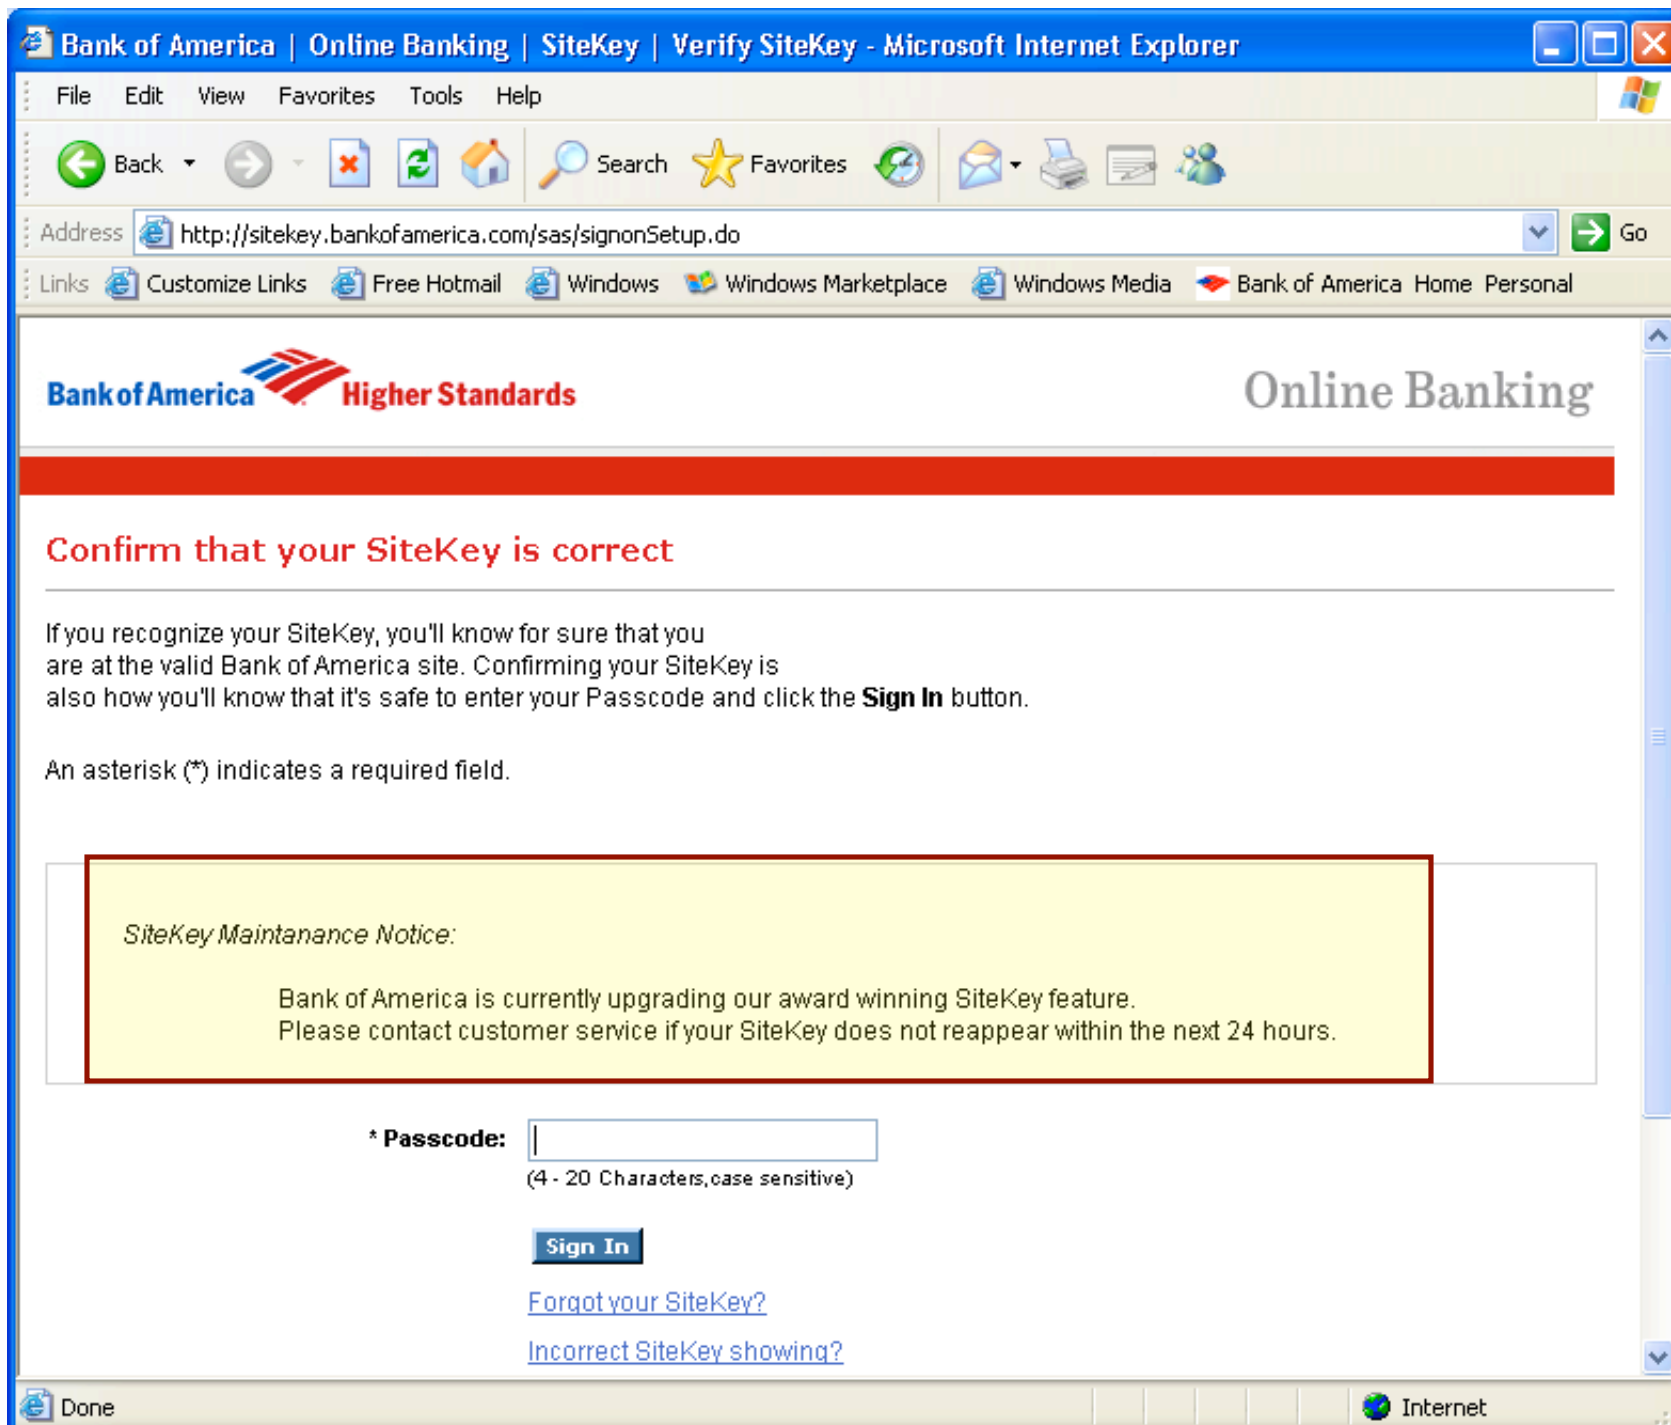 Bank of America | Online Banking | SiteKey | Verify SiteKey - Microsoft Internet Explorer
File Edit View Favorites Tools Help
Back Search Favorites
Address http://sitekey.bankofamerica.com/sas/signonSetup.do Go
Links Customize Links Free Hotmail Windows Windows Marketplace Windows Media Bank of America Home Personal
Bank of America Higher Standards Online Banking
Confirm that your SiteKey is correct
If you recognize your SiteKey, you'll know for sure that you
are at the valid Bank of America site. Confirming your SiteKey is
also how you'll know that it's safe to enter your Passcode and click the Sign In button.
An asterisk (*) indicates a required field.
SiteKey Maintanance Notice:
Bank of America is currently upgrading our award winning SiteKey feature.
Please contact customer service if your SiteKey does not reappear within the next 24 hours.
* Passcode:
(4 - 20 Characters,case sensitive)
Sign In
Forgot your SiteKey?
Incorrect SiteKey showing?
Done Internet